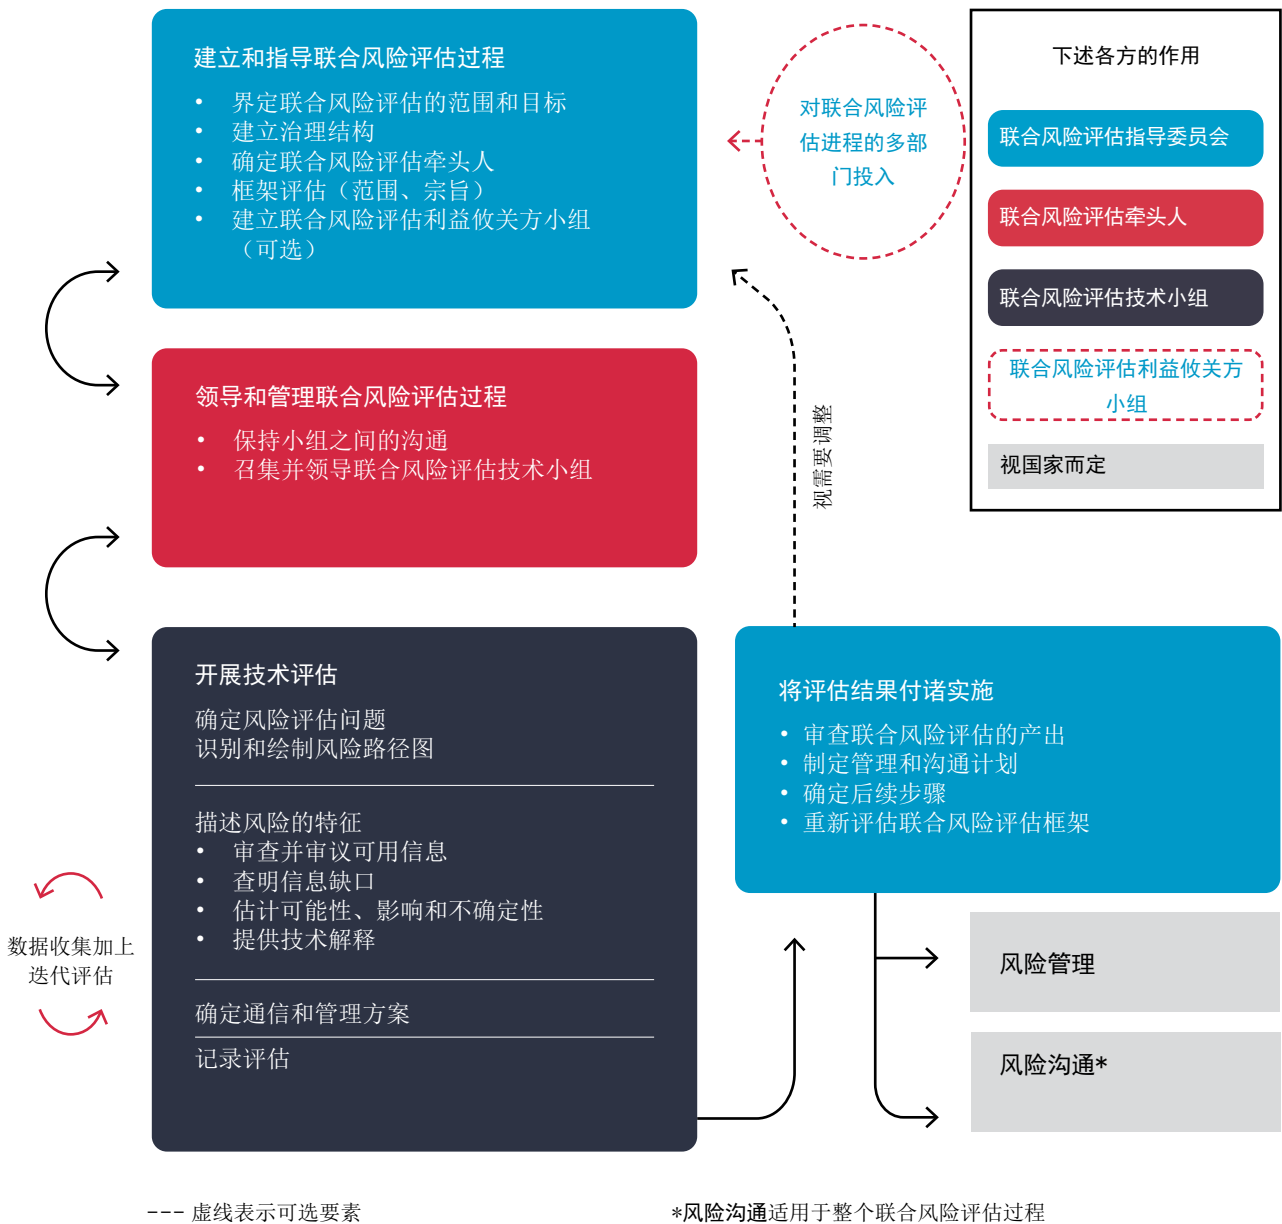 建立和指导联合风险评估过程
• 界定联合风险评估的范围和目标
• 建立治理结构
• 确定联合风险评估牵头人
• 框架评估（范围、宗旨）
• 建立联合风险评估利益攸关方小组
（可选）
对联合风险评
估进程的多部
门投入
下述各方的作用
联合风险评估指导委员会
联合风险评估牵头人
联合风险评估技术小组
联合风险评估利益攸关方
小组
视国家而定
领导和管理联合风险评估过程
• 保持小组之间的沟通
• 召集并领导联合风险评估技术小组
视需要调整
开展技术评估
确定风险评估问题
识别和绘制风险路径图
描述风险的特征
• 审查并审议可用信息
• 查明信息缺口
• 估计可能性、影响和不确定性
• 提供技术解释
确定通信和管理方案
记录评估
数据收集加上
迭代评估
将评估结果付诸实施
• 审查联合风险评估的产出
• 制定管理和沟通计划
• 确定后续步骤
• 重新评估联合风险评估框架
风险管理
风险沟通*
--- 虚线表示可选要素
*风险沟通适用于整个联合风险评估过程